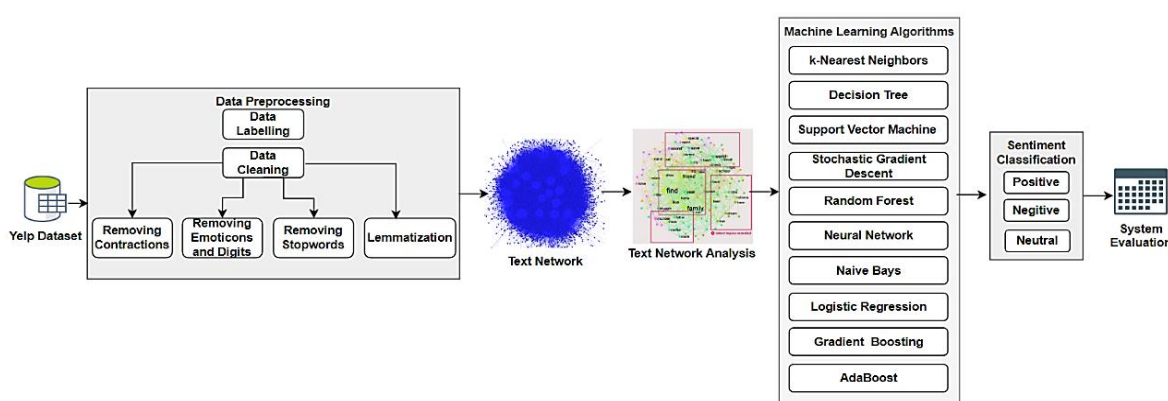 Yelp Dataset
Data Preprocessing
Data
Labelling
Data
Cleaning
Removing
Contractions
Removing
Emoticons
and Digits
Removing
Stopwords
Lemmatization
Text Network
find
family
Text Network Analysis
Machine Learning Algorithms
k-Nearest Neighbors
Decision Tree
Support Vector Machine
Stochastic Gradient
Descent
Random Forest
Neural Network
Naive Bays
Logistic Regression
Gradient Boosting
AdaBoost
Sentiment
Classification
Positive
Negitive
Neutral
System
Evaluation